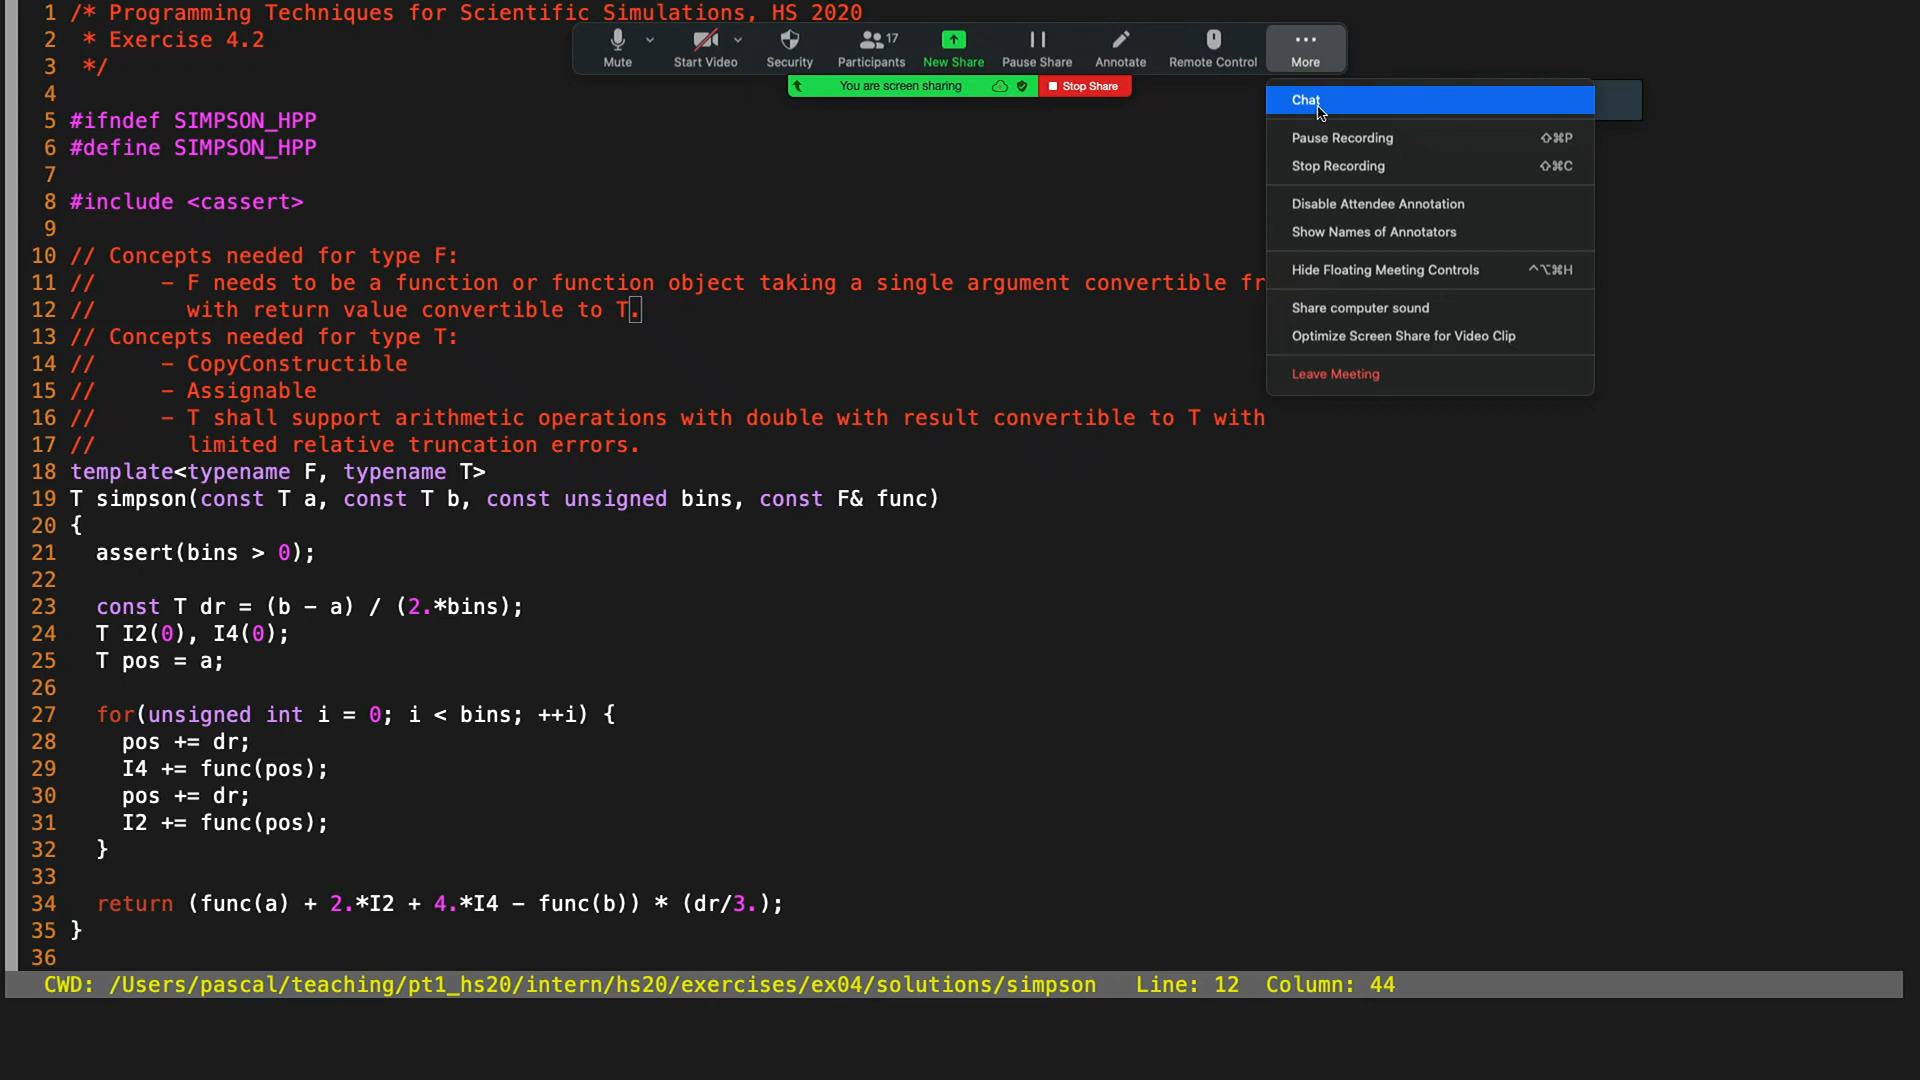 1 /* Programming Techniques for Scientific Simulations, HS 2020
2 * Exercise 4.2
3 */
4
5 #ifndef SIMPSON_HPP
6 #define SIMPSON_HPP
7
8 #include <cassert>
9
10 // Concepts needed for type F:
11 // - F needs to be a function or function object taking a single argument convertible fr
12 // with return value convertible to T.
13 // Concepts needed for type T:
14 // - CopyConstructible
15 // - Assignable
16 // - T shall support arithmetic operations with double with result convertible to T with
17 // limited relative truncation errors.
18 template<typename F, typename T>
19 T simpson(const T a, const T b, const unsigned bins, const F& func)
20 {
21 assert(bins > 0);
22
23 const T dr = (b - a) / (2.*bins);
24 T I2(0), I4(0);
25 T pos = a;
26
27 for(unsigned int i = 0; i < bins; ++i) {
28 pos += dr;
29 I4 += func(pos);
30 pos += dr;
31 I2 += func(pos);
32 }
33
34 return (func(a) + 2.*I2 + 4.*I4 - func(b)) * (dr/3.);
35 }
36
CWD: /Users/pascal/teaching/pt1_hs20/intern/hs20/exercises/ex04/solutions/simpson Line: 12 Column: 44
17
Mute Start Video Security Participants New Share Pause Share Annotate Remote Control More
You are screen sharing Stop Share
Chat
Pause Recording ⇧⌘P
Stop Recording ⇧⌘C
Disable Attendee Annotation
Show Names of Annotators
Hide Floating Meeting Controls ^⌥⌘H
Share computer sound
Optimize Screen Share for Video Clip
Leave Meeting